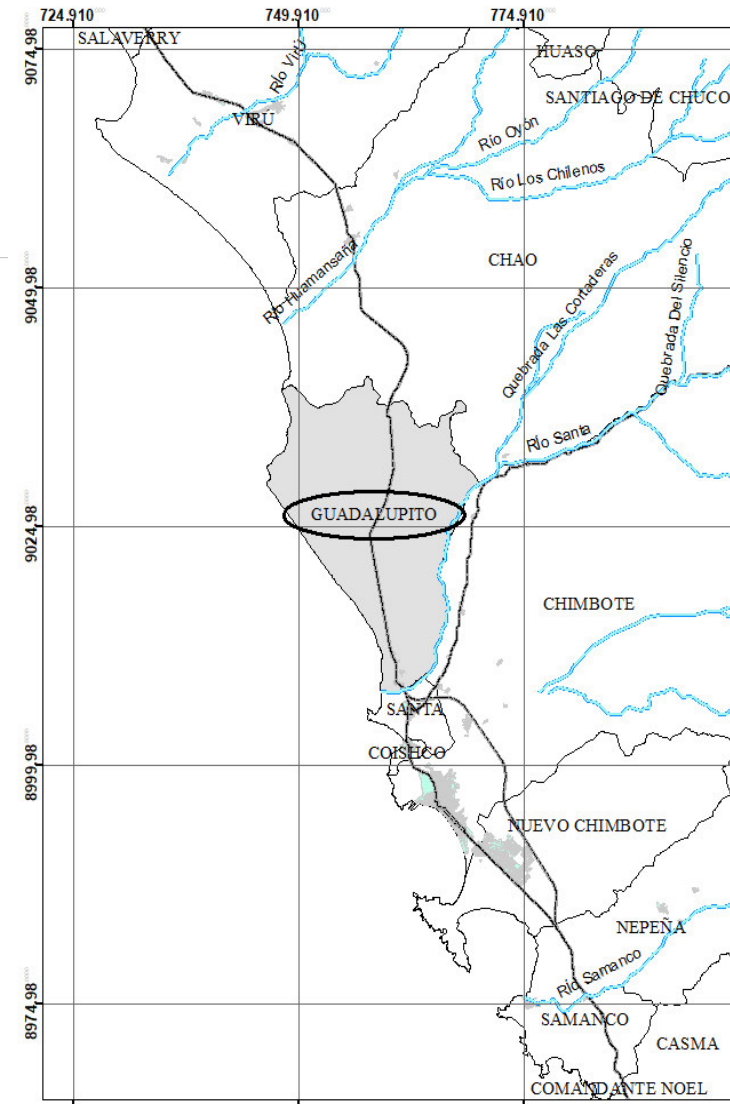 724.910 749.910 774.910
9074,98
SALAVERRY
HUASO
Río Virú
SANTIAGO DE CHUCO
VIRÚ
Río Oyón
Río Los Chilenos
CHAO
Río Huamansaña
9049,98
Quebrada Las Cortaderas
Quebrada Del Silencio
Río Santa
GUADALUPITO
9024,98
CHIMBOTE
SANTA
COISHCO
8999,98
NUEVO CHIMBOTE
NEPEÑA
Río Samanco
8974,98
SAMANCO
CASMA
COMANDANTE NOEL